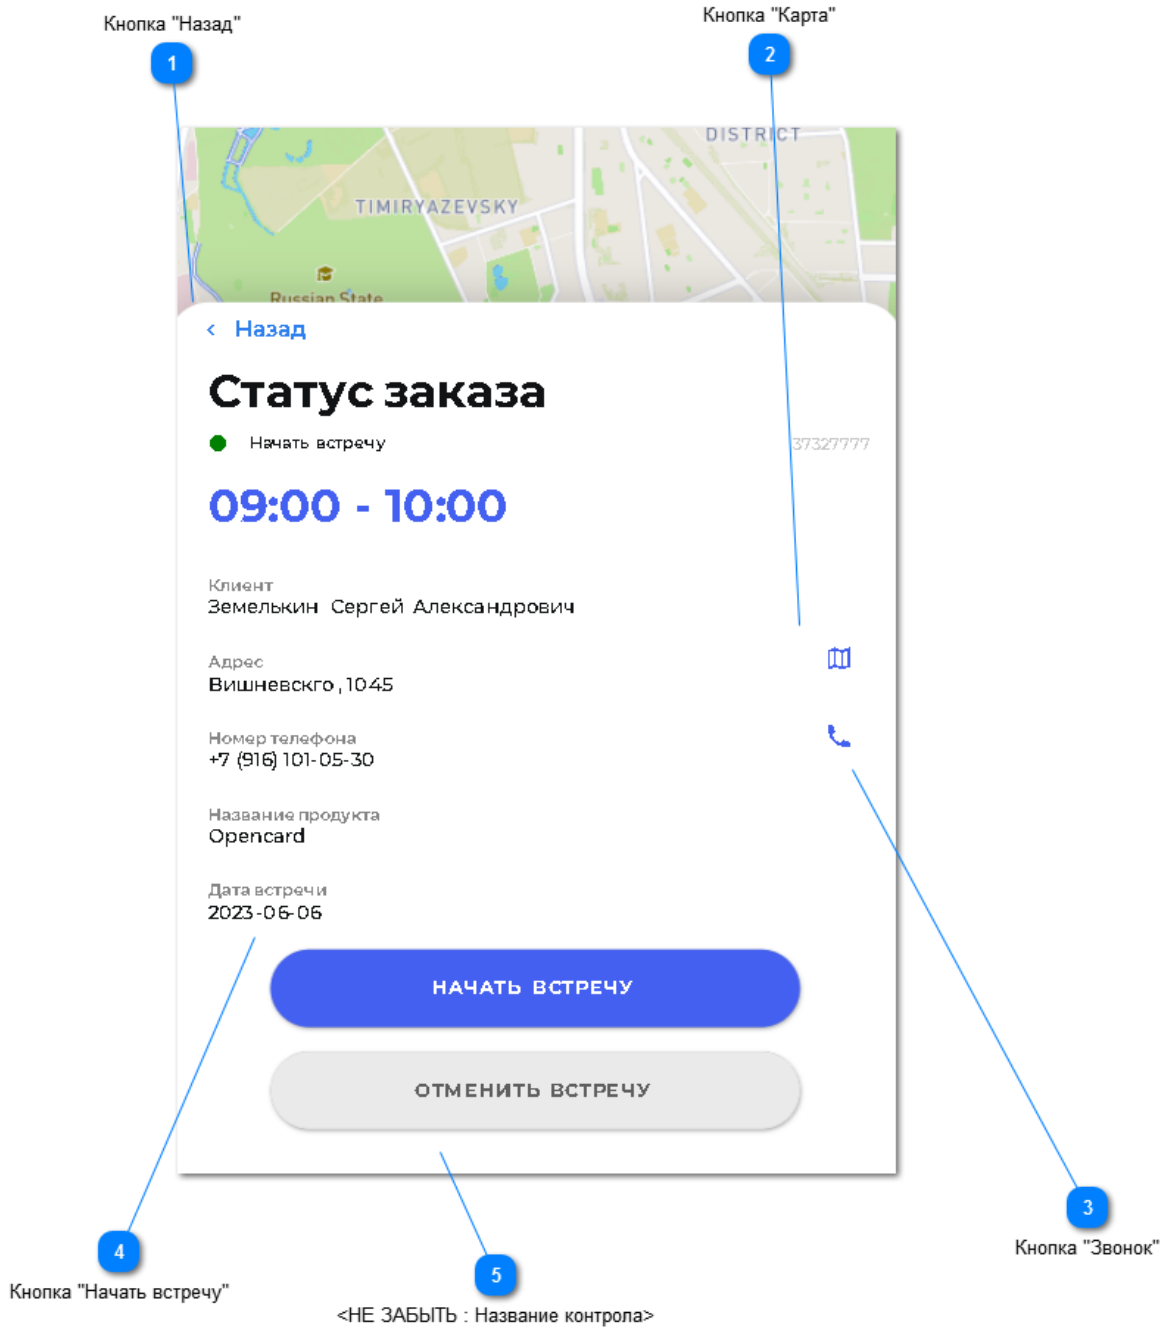 Кнопка "Назад"
Кнопка "Карта"
1
2
DISTRICT
TIMIRYAZEVSKY
Russian State
‹ Назад
Статус заказа
Начать встречу
37327777
09:00 - 10:00
Клиент
Земелькин Сергей Александрович
Адрес
Вишневскго , 1045
Номер телефона
+7 (916) 101-05-30
Название продукта
Opencard
Дата встречи
2023-06-06
НАЧАТЬ ВСТРЕЧУ
ОТМЕНИТЬ ВСТРЕЧУ
3
Кнопка "Звонок"
4
Кнопка "Начать встречу"
5
<НЕ ЗАБЫТЬ : Название контрола>